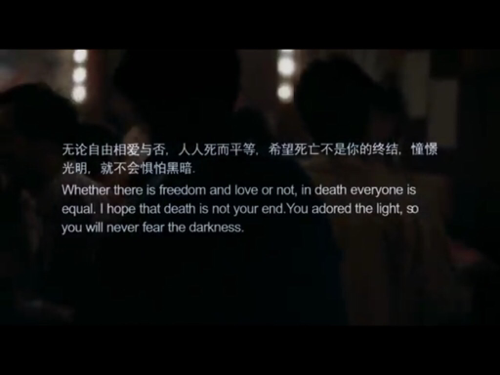 无论自由相爱与否, 人人死而平等, 希望死亡不是你的终结, 憧憬
光明, 就不会惧怕黑暗.
Whether there is freedom and love or not, in death everyone is
equal. I hope that death is not your end.You adored the light, so
you will never fear the darkness.